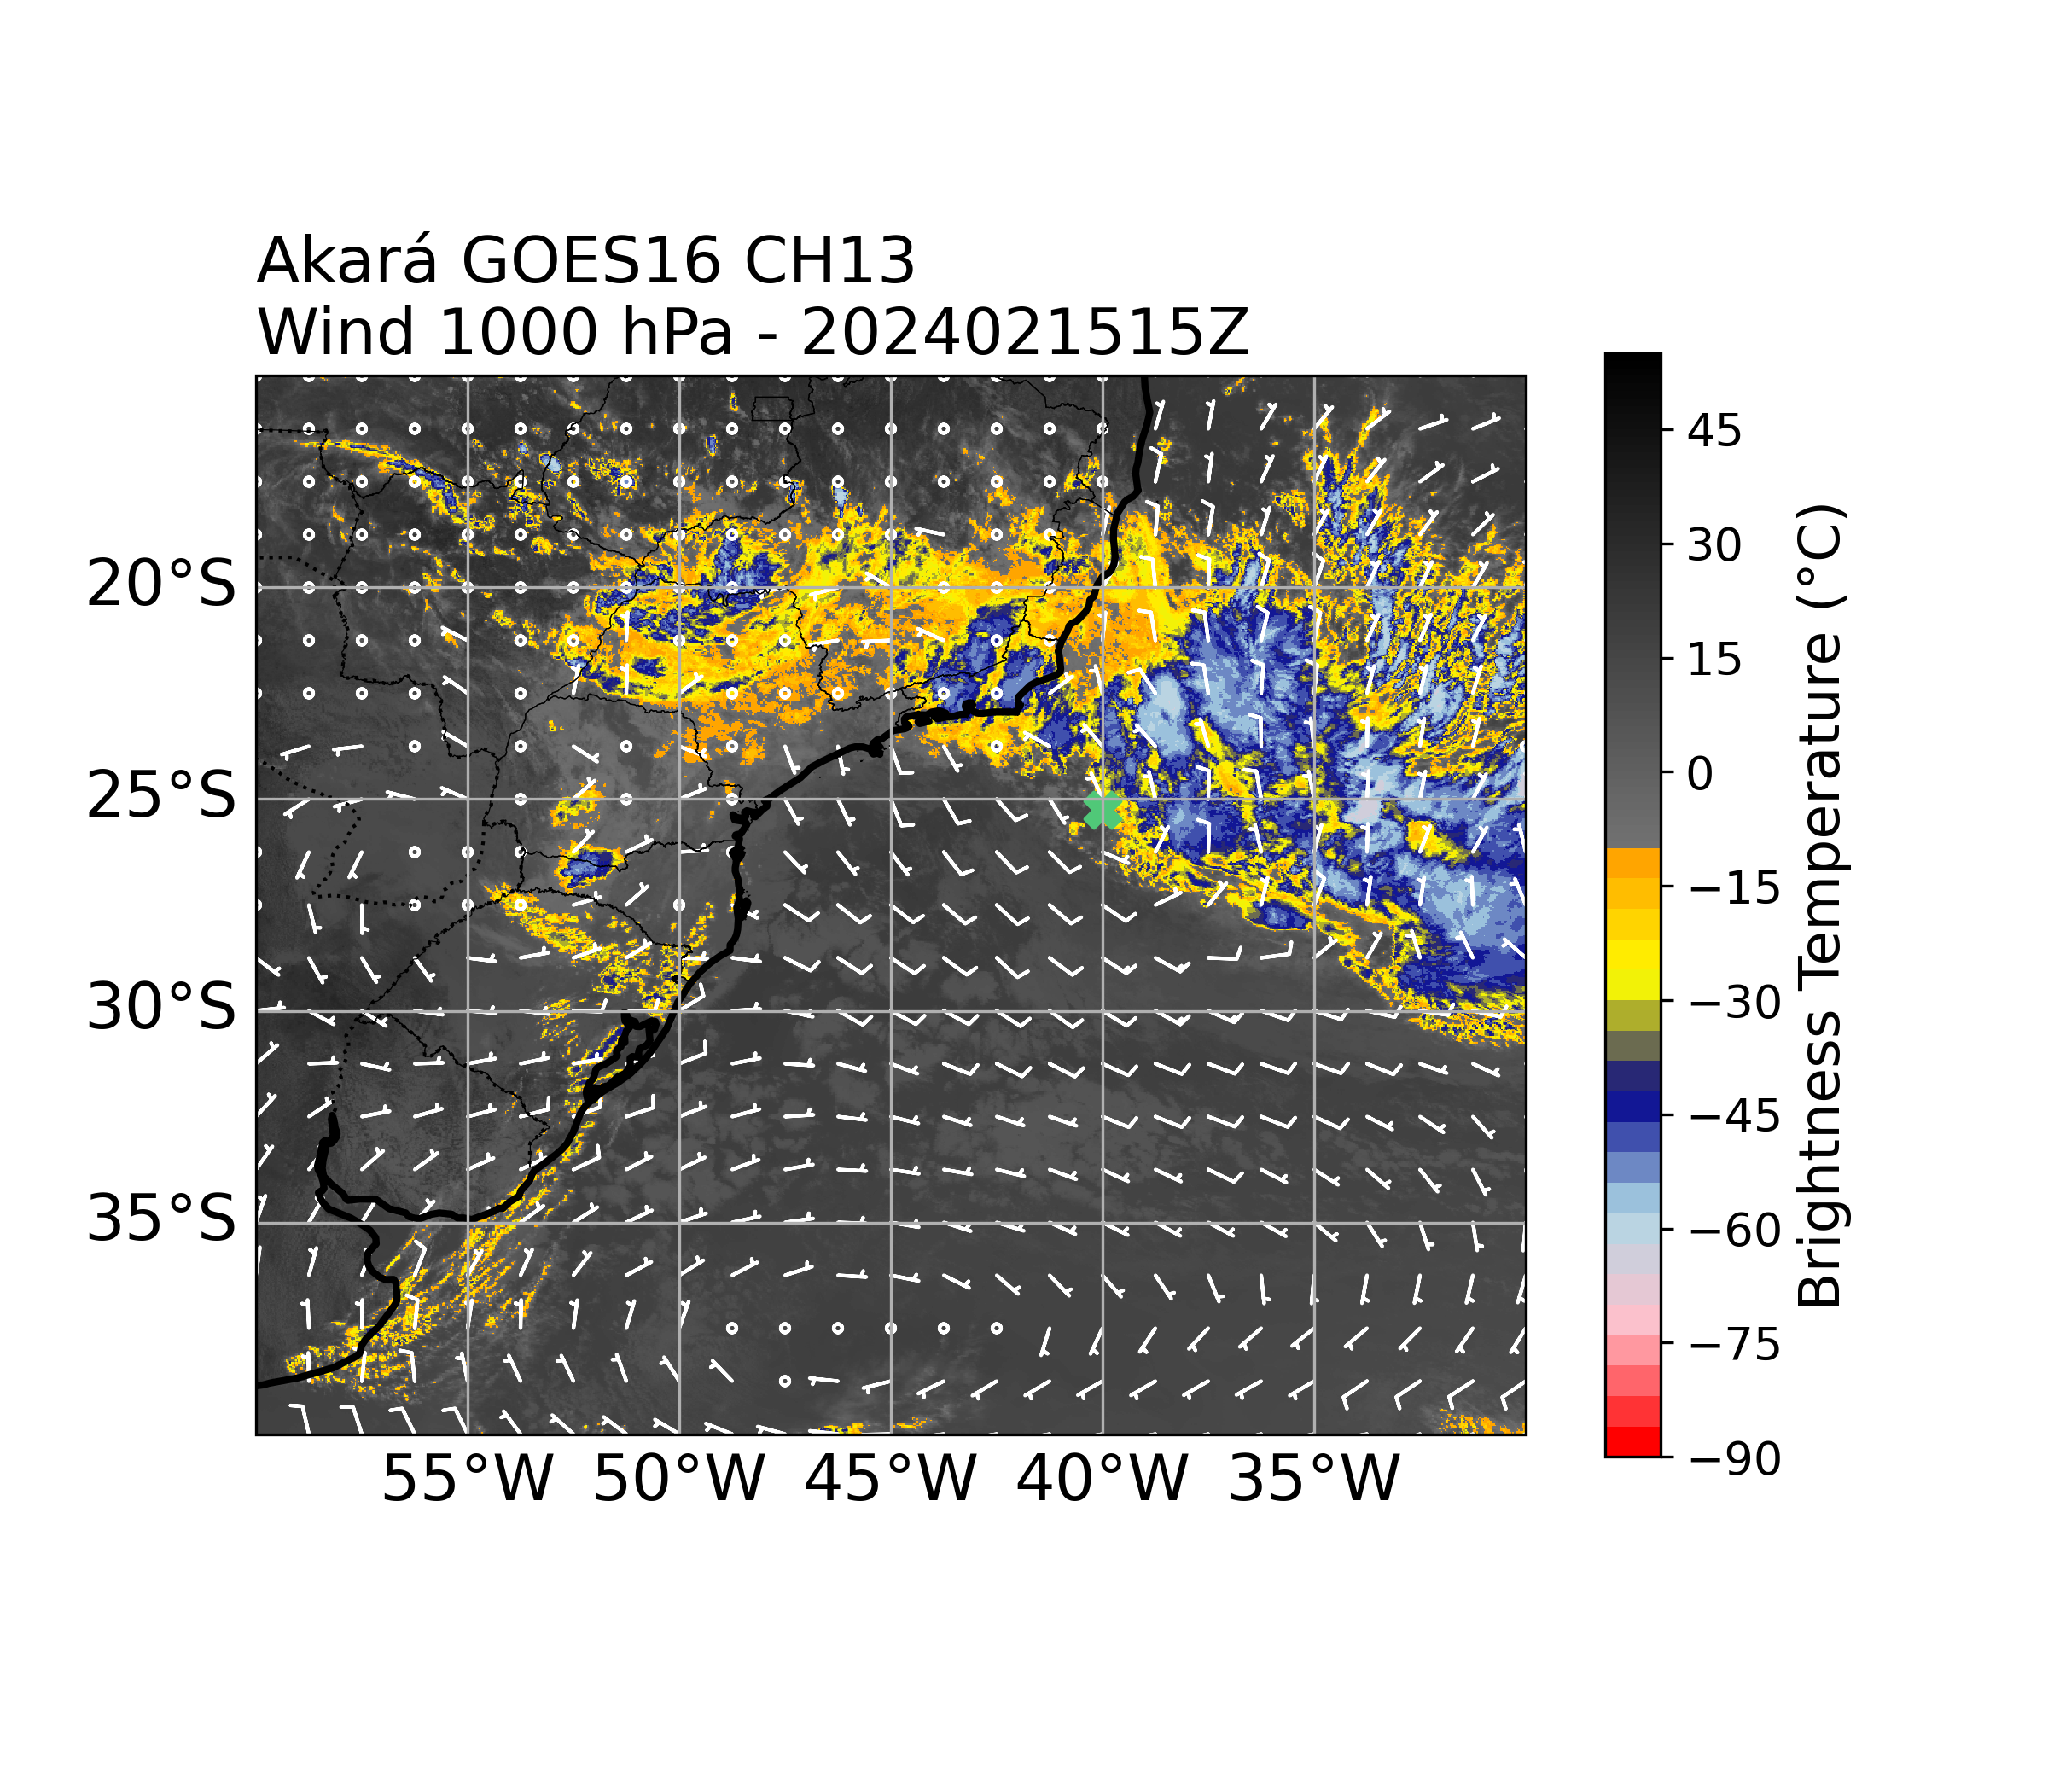 Akará GOES16 CH13
Wind 1000 hPa - 2024021515Z
20°S
25°S
30°S
35°S
55°W 50°W 45°W 40°W 35°W
45
30
15
0
−15
−30
−45
−60
−75
−90
Brightness Temperature (°C)